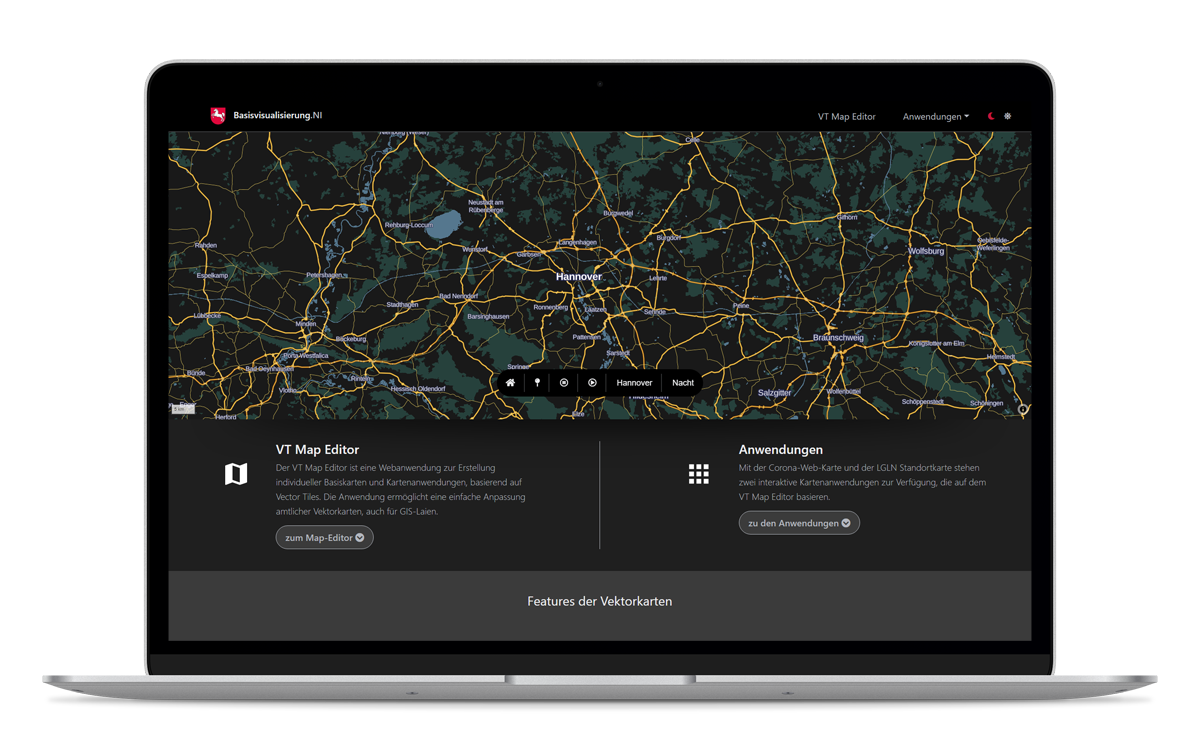 Basisvisualisierung.NI
VT Map Editor
Anwendungen
Celle
Neustadt am
Rübenberge
Burgwedel
Gifhorn
Rehburg-Loccum
Burgdorf
Langenhagen
Rahden
Wunstorf
Garbsen
Wolfsburg
Espelkamp
Petershagen
Hannover
Lehrte
Bad Nenndorf
Stadthagen
Ronnenberg
Laatzen
Sehnde
Peine
Lübbecke
Barsinghausen
Minden
Bückeburg
Pattensen
Braunschweig
Königslutter am Elm
Porta Westfalica
Sarstedt
Helmstedt
Bünde
Bad Oeynhausen
Springe
Rinteln
Vlotho
Hessisch Oldendorf
Hannover
Nacht
Salzgitter
Wolfenbüttel
Schöppenstedt
Schöningen
5 km
Herford
VT Map Editor
Der VT Map Editor ist eine Webanwendung zur Erstellung
individueller Basiskarten und Kartenanwendungen, basierend auf
Vector Tiles. Die Anwendung ermöglicht eine einfache Anpassung
amtlicher Vektorkarten, auch für GIS-Laien.
zum Map-Editor
Anwendungen
Mit der Corona-Web-Karte und der LGLN Standortkarte stehen
zwei interaktive Kartenanwendungen zur Verfügung, die auf dem
VT Map Editor basieren.
zu den Anwendungen
Features der Vektorkarten